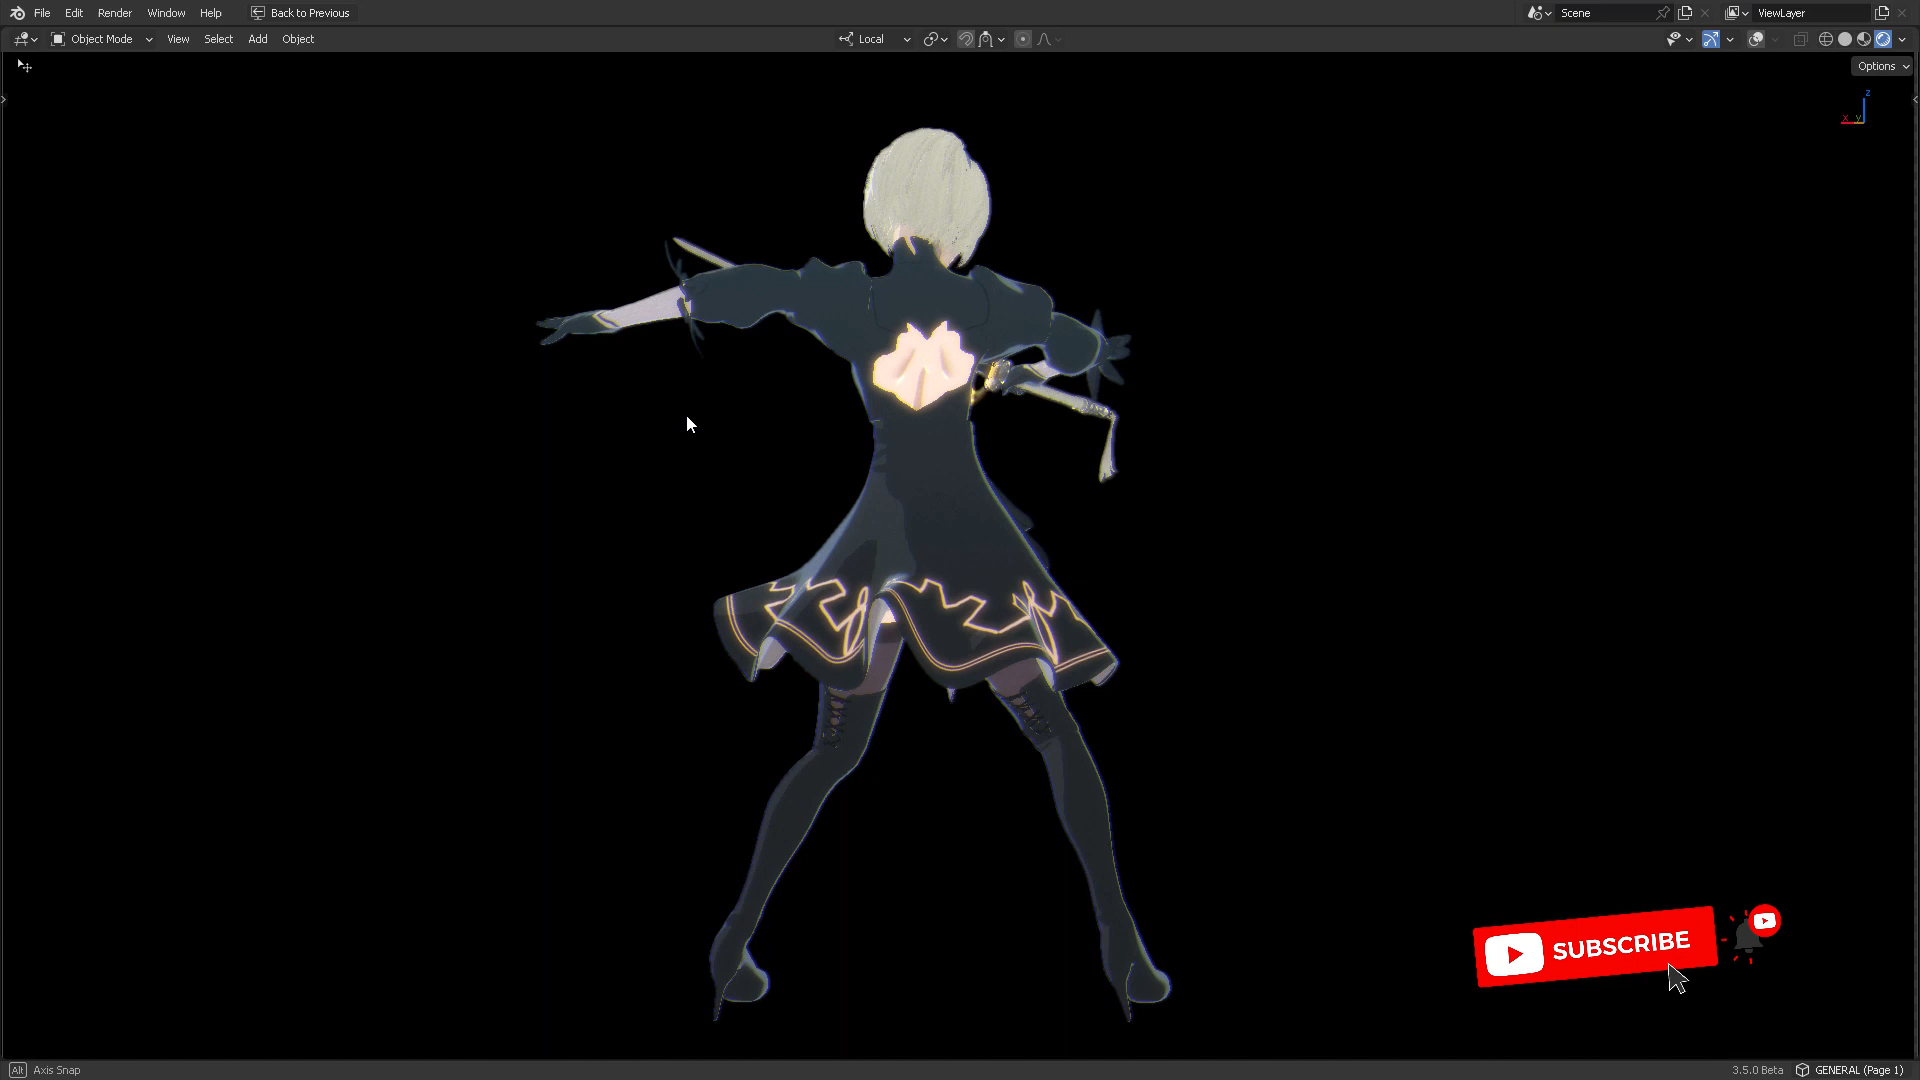 File Edit Render Window Help Back to Previous Scene ViewLayer
Object Mode View Select Add Object Local
Options
Z
X Y
SUBSCRIBE
Alt Axis Snap 3.5.0 Beta GENERAL (Page 1)